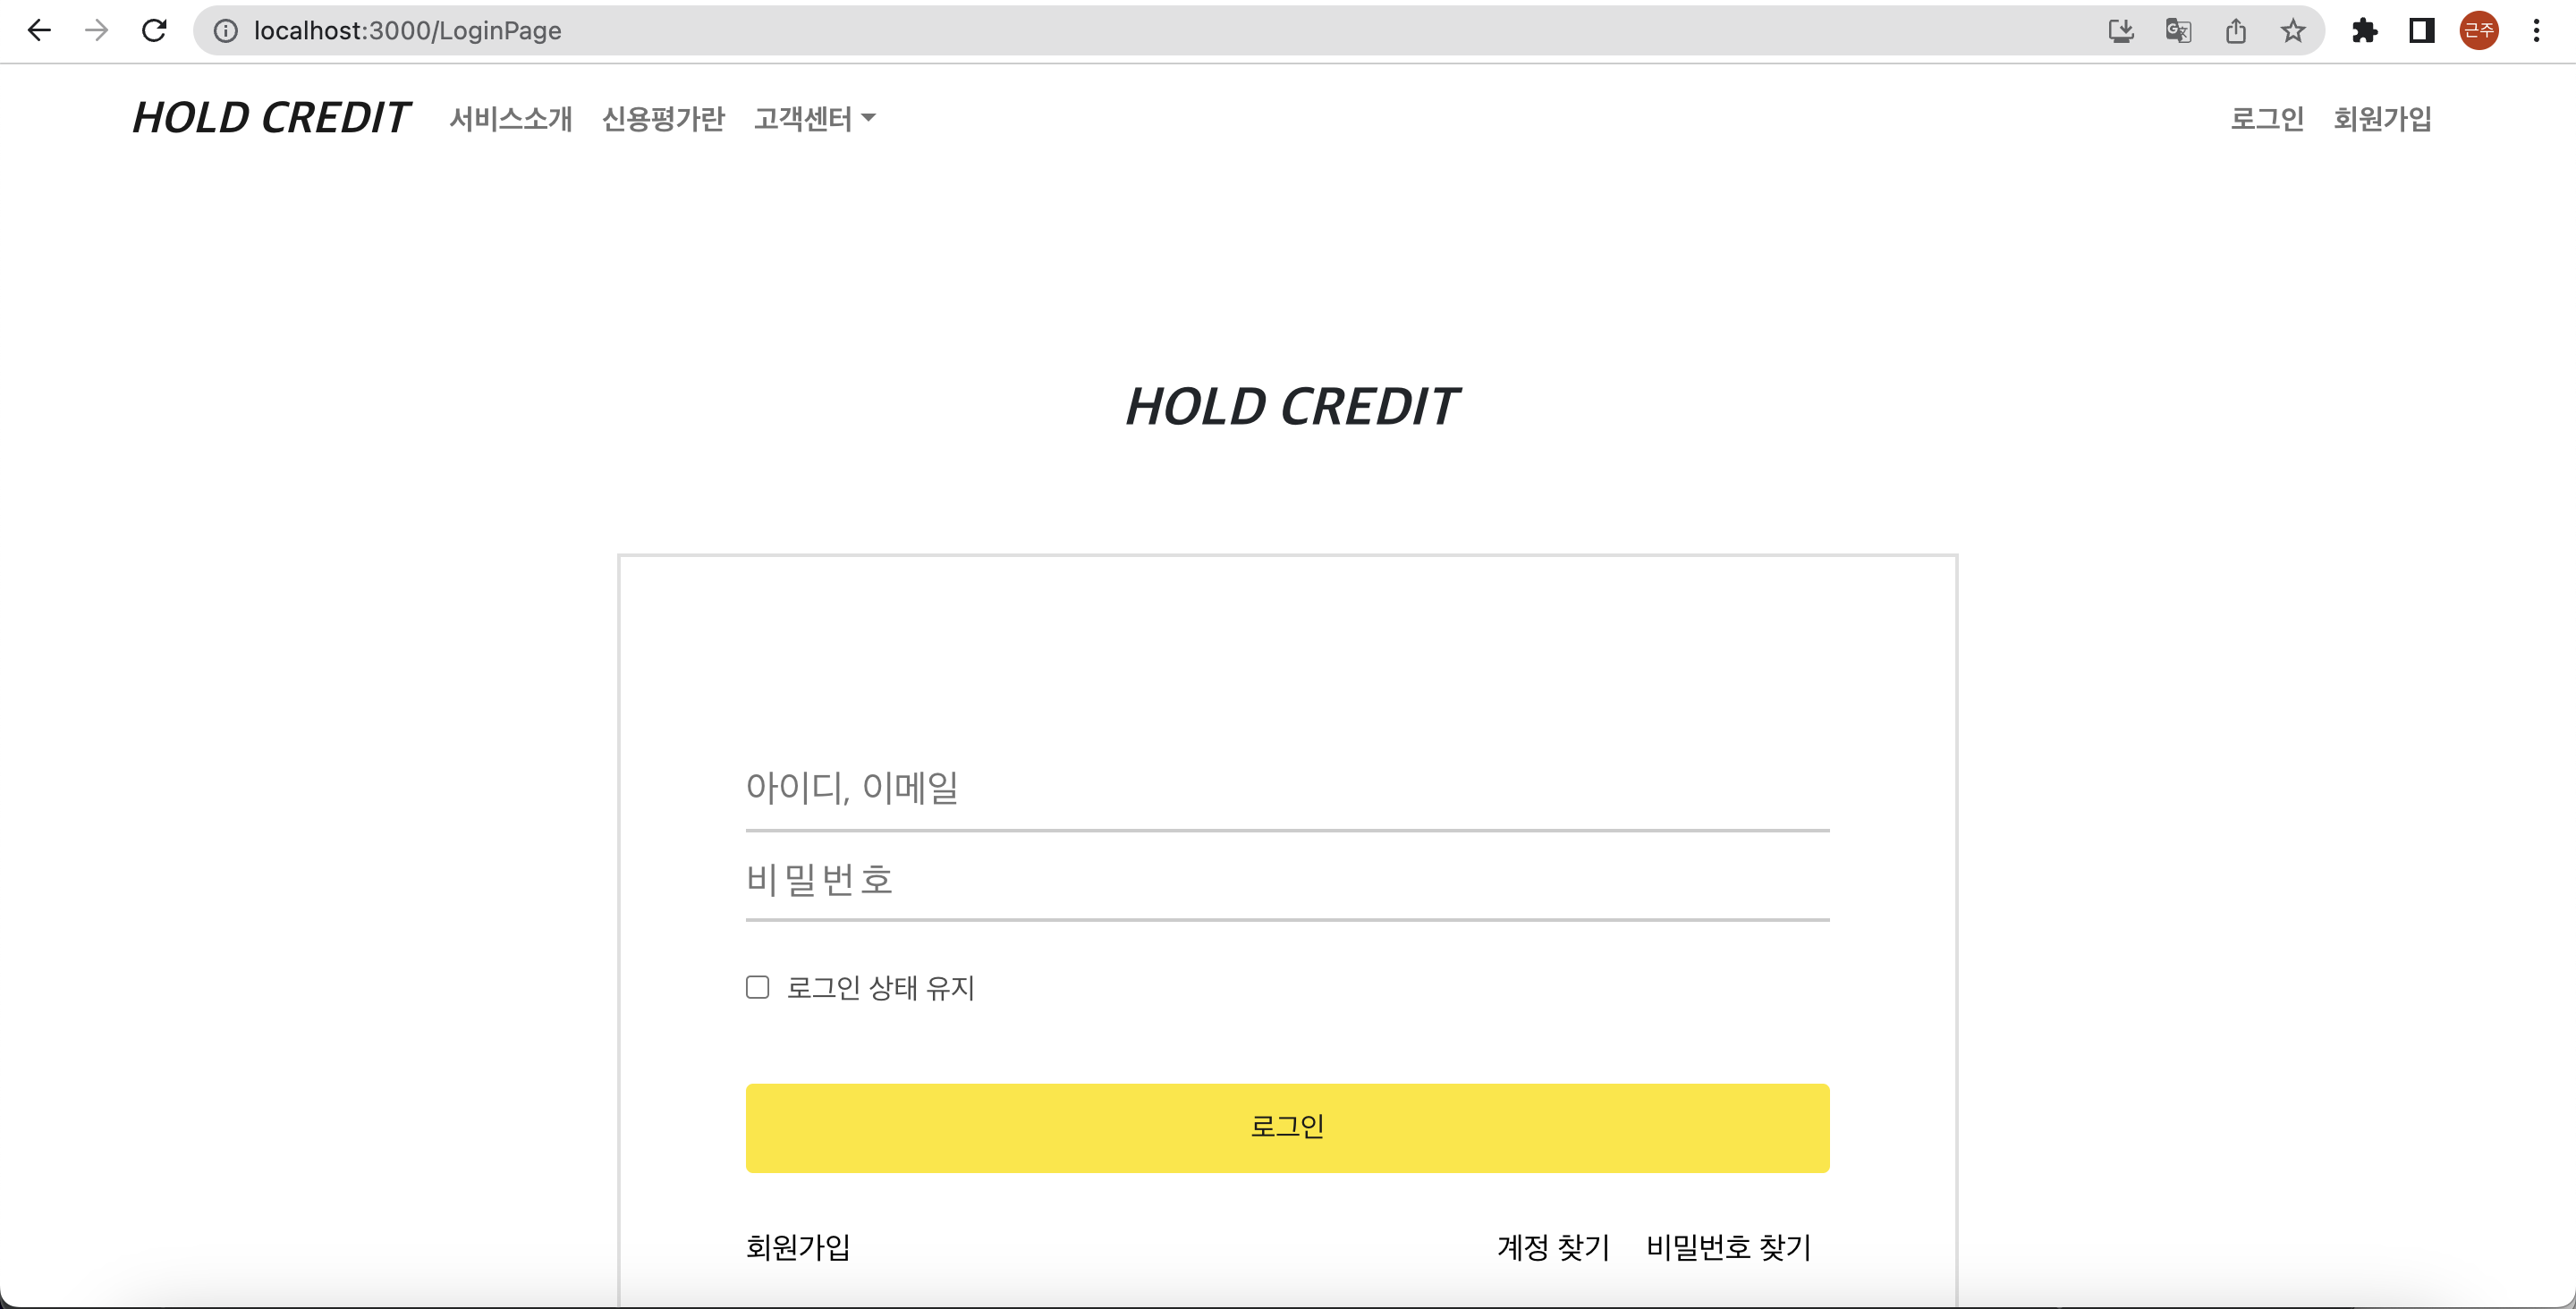 localhost:3000/LoginPage
근주
HOLD CREDIT 서비스소개 신용평가란 고객센터 로그인 회원가입
HOLD CREDIT
아이디, 이메일
비밀번호
로그인 상태 유지
로그인
회원가입 계정 찾기 비밀번호 찾기